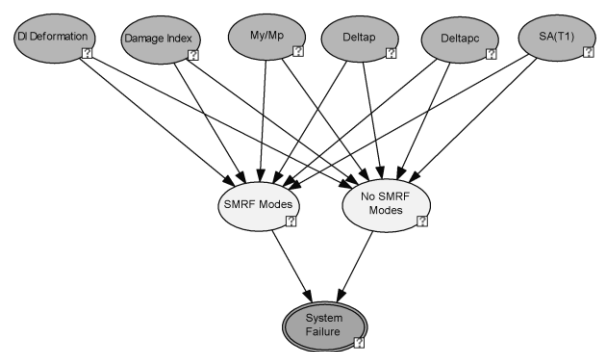 DI Deformation
Damage Index
My/Mp
Deltap
Deltapc
SA(T1)
?
?
?
?
?
?
SMRF Modes
?
No SMRF
Modes
?
System
Failure
?